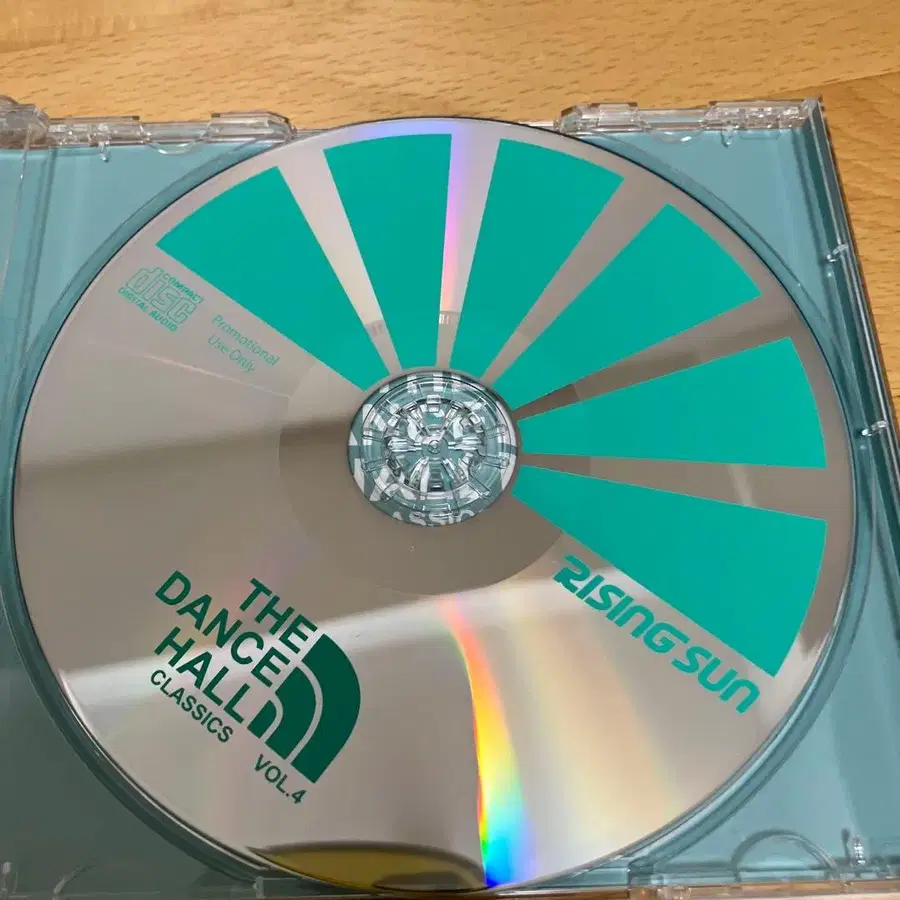 COMPACT
disc
DIGITAL AUDIO
Promotional
Use Only
RISING SUN
THE
DANCE
HALL
CLASSICS
VOL.4